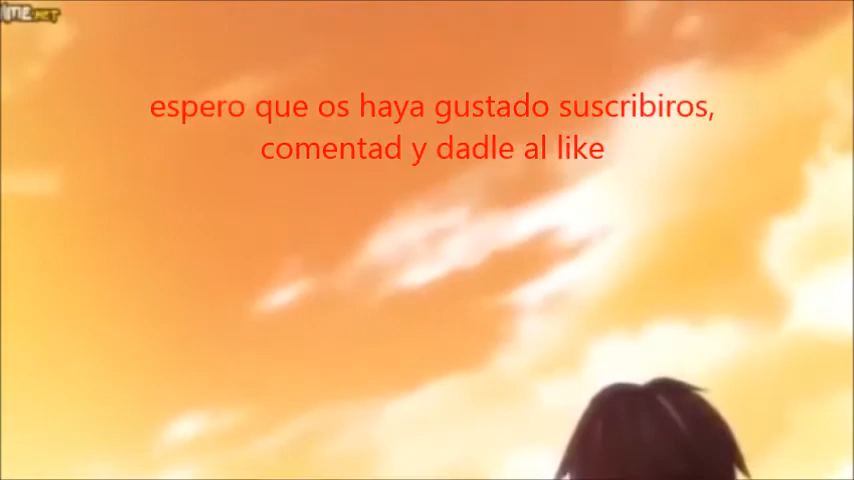 espero que os haya gustado suscribiros,
comentad y dadle al like